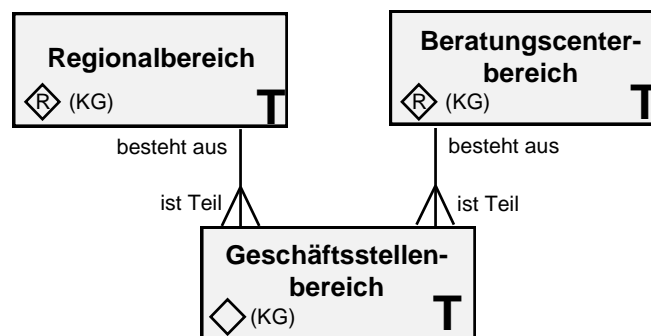 Regionalbereich
R (KG) T
Beratungscenter-
bereich
R (KG) T
besteht aus
besteht aus
ist Teil
ist Teil
Geschäftsstellen-
bereich
(KG) T